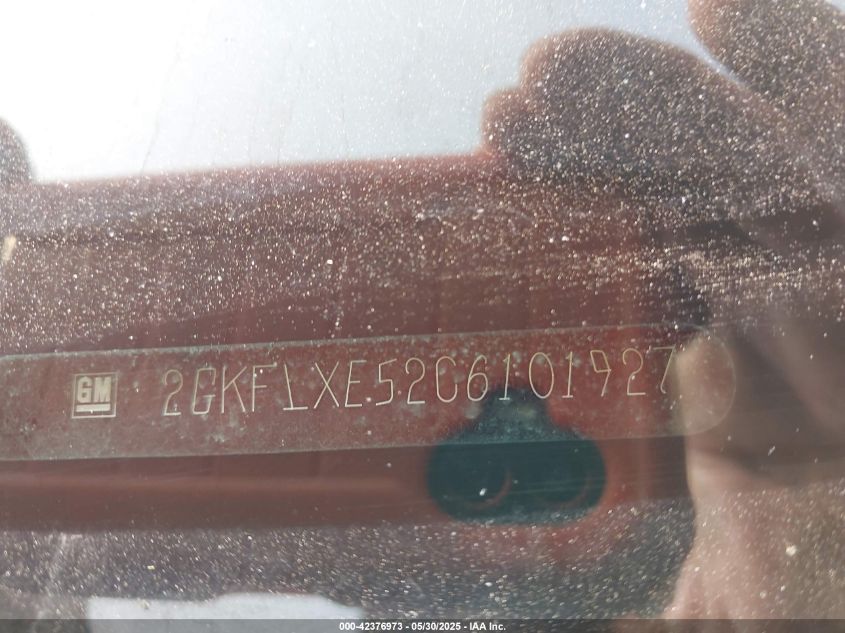 GM 2GKFLXE52C6101927
000-42376973 - 05/30/2025 - IAA Inc.